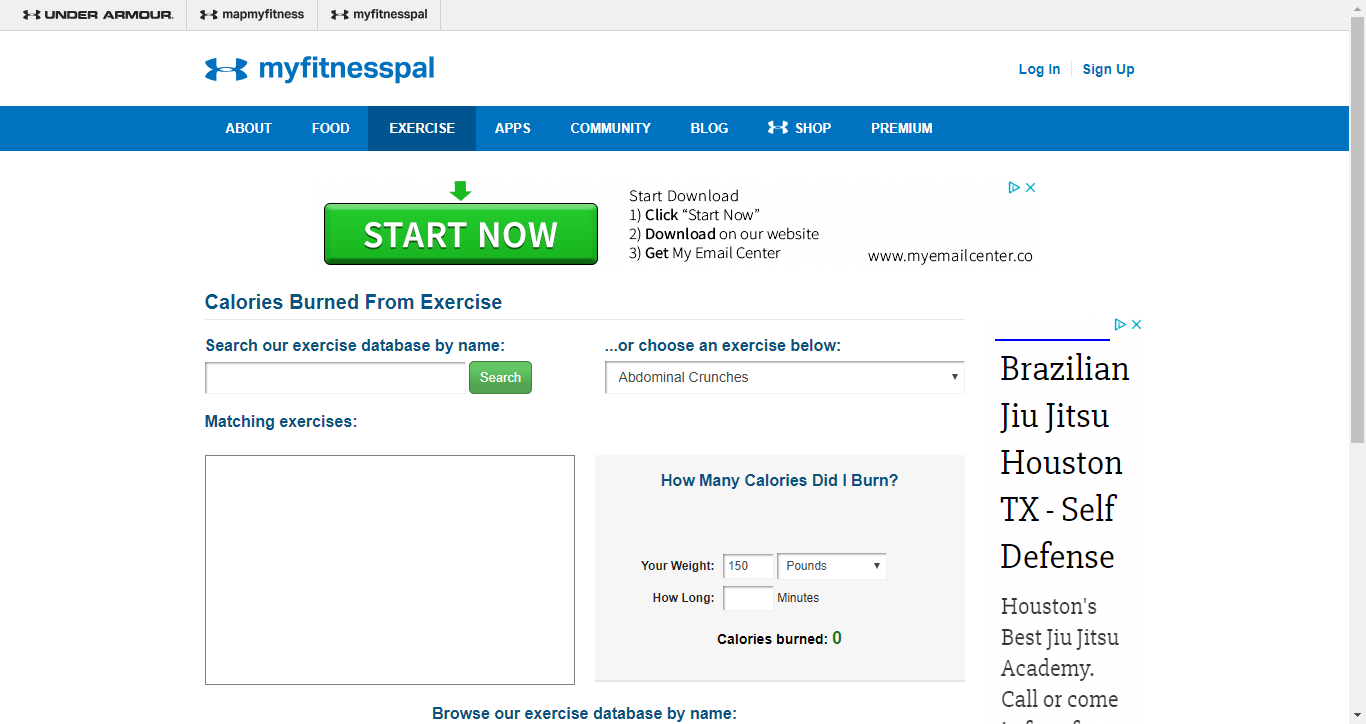 UNDER ARMOUR.
mapmyfitness
myfitnesspal
myfitnesspal
Log In
Sign Up
ABOUT
FOOD
EXERCISE
APPS
COMMUNITY
BLOG
SHOP
PREMIUM
START NOW
Start Download
1) Click “Start Now”
2) Download on our website
3) Get My Email Center
www.myemailcenter.co
Calories Burned From Exercise
Search our exercise database by name:
Search
...or choose an exercise below:
Abdominal Crunches
Matching exercises:
How Many Calories Did I Burn?
Your Weight: 150 Pounds
How Long: Minutes
Calories burned: 0
Browse our exercise database by name:
Brazilian
Jiu Jitsu
Houston
TX - Self
Defense
Houston's
Best Jiu Jitsu
Academy.
Call or come